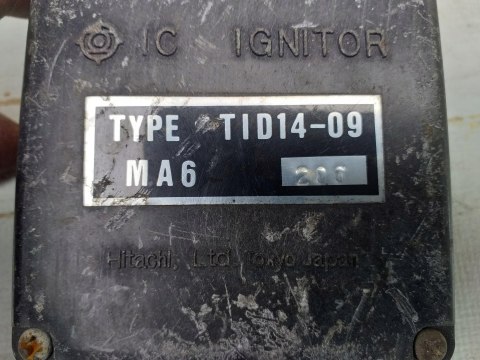 IC IGNITOR
TYPE TID14-09
MA6
Hitachi, Ltd. Tokyo Japan